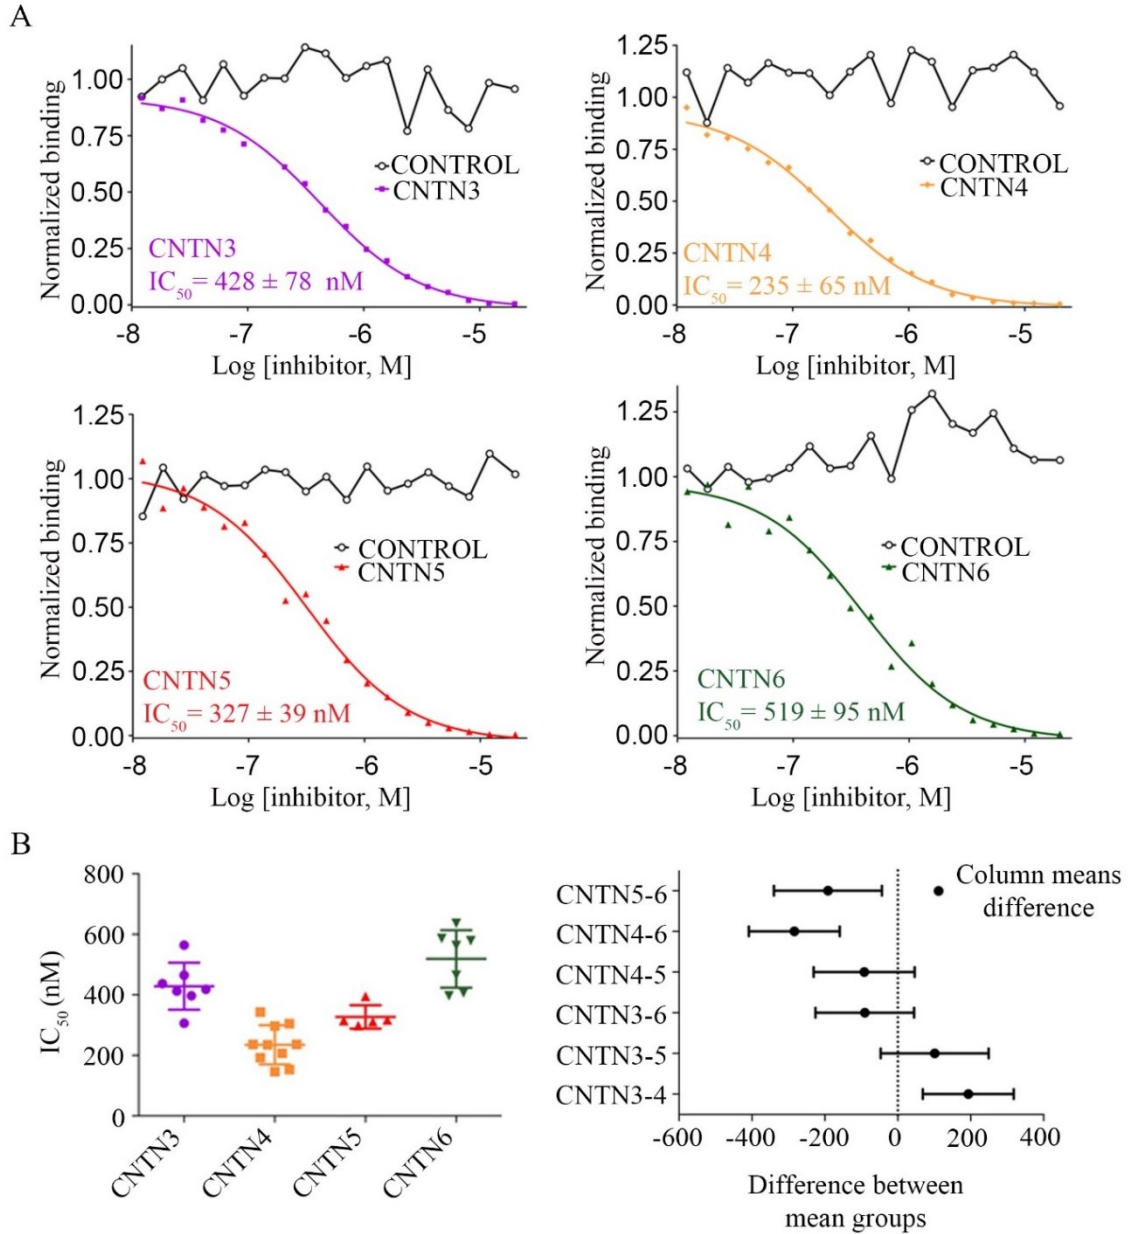 A
Normalized binding
1.00
0.75
0.50
0.25
0.00
CONTROL
CNTN3
CNTN3
IC50= 428 ± 78 nM
-8 -7 -6 -5
Log [inhibitor, M]
Normalized binding
1.25
1.00
0.75
0.50
0.25
0.00
CONTROL
CNTN4
CNTN4
IC50= 235 ± 65 nM
-8 -7 -6 -5
Log [inhibitor, M]
Normalized binding
1.25
1.00
0.75
0.50
0.25
0.00
CONTROL
CNTN5
CNTN5
IC50= 327 ± 39 nM
-8 -7 -6 -5
Log [inhibitor, M]
Normalized binding
1.25
1.00
0.75
0.50
0.25
0.00
CONTROL
CNTN6
CNTN6
IC50= 519 ± 95 nM
-8 -7 -6 -5
Log [inhibitor, M]
B
IC50 (nM)
800
600
400
200
0
CNTN3
CNTN4
CNTN5
CNTN6
CNTN5-6
CNTN4-6
CNTN4-5
CNTN3-6
CNTN3-5
CNTN3-4
Column means
difference
-600 -400 -200 0 200 400
Difference between
mean groups